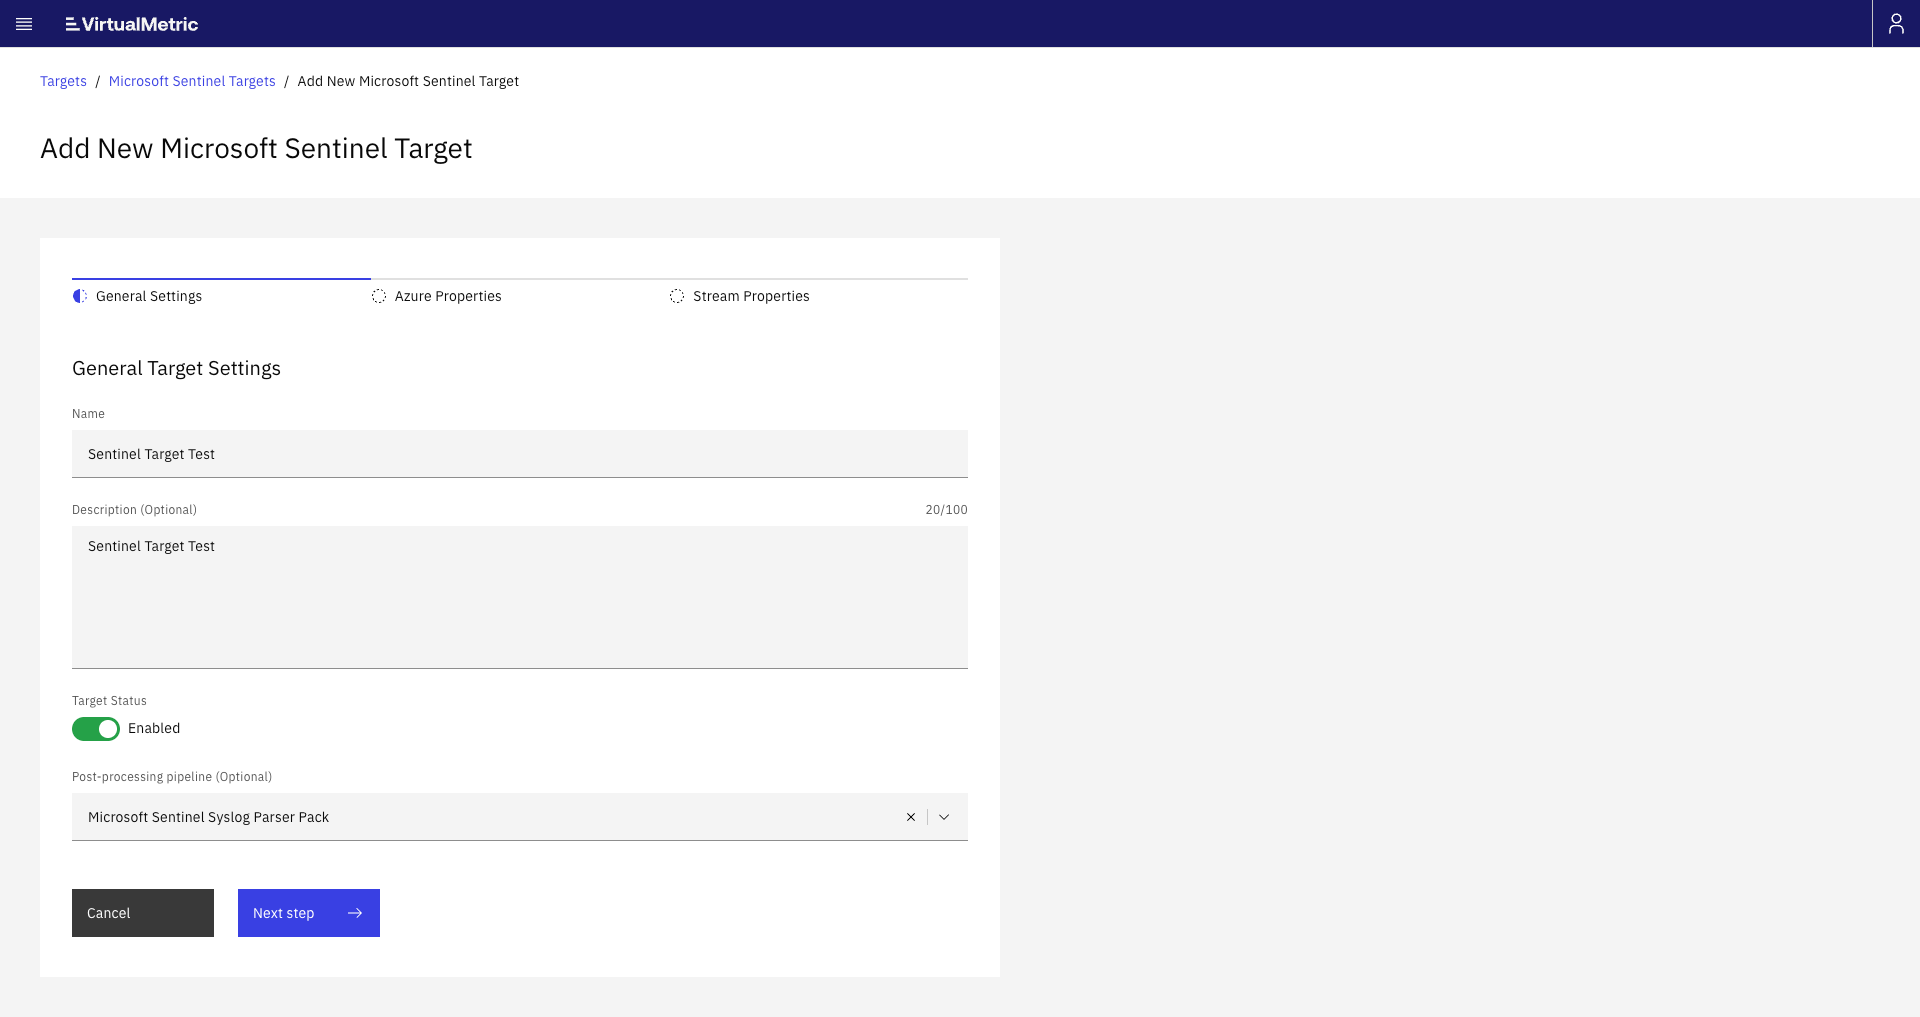 VirtualMetric
Targets / Microsoft Sentinel Targets / Add New Microsoft Sentinel Target
Add New Microsoft Sentinel Target
General Settings
Azure Properties
Stream Properties
General Target Settings
Name
Sentinel Target Test
Description (Optional)
20/100
Sentinel Target Test
Target Status
Enabled
Post-processing pipeline (Optional)
Microsoft Sentinel Syslog Parser Pack
Cancel
Next step